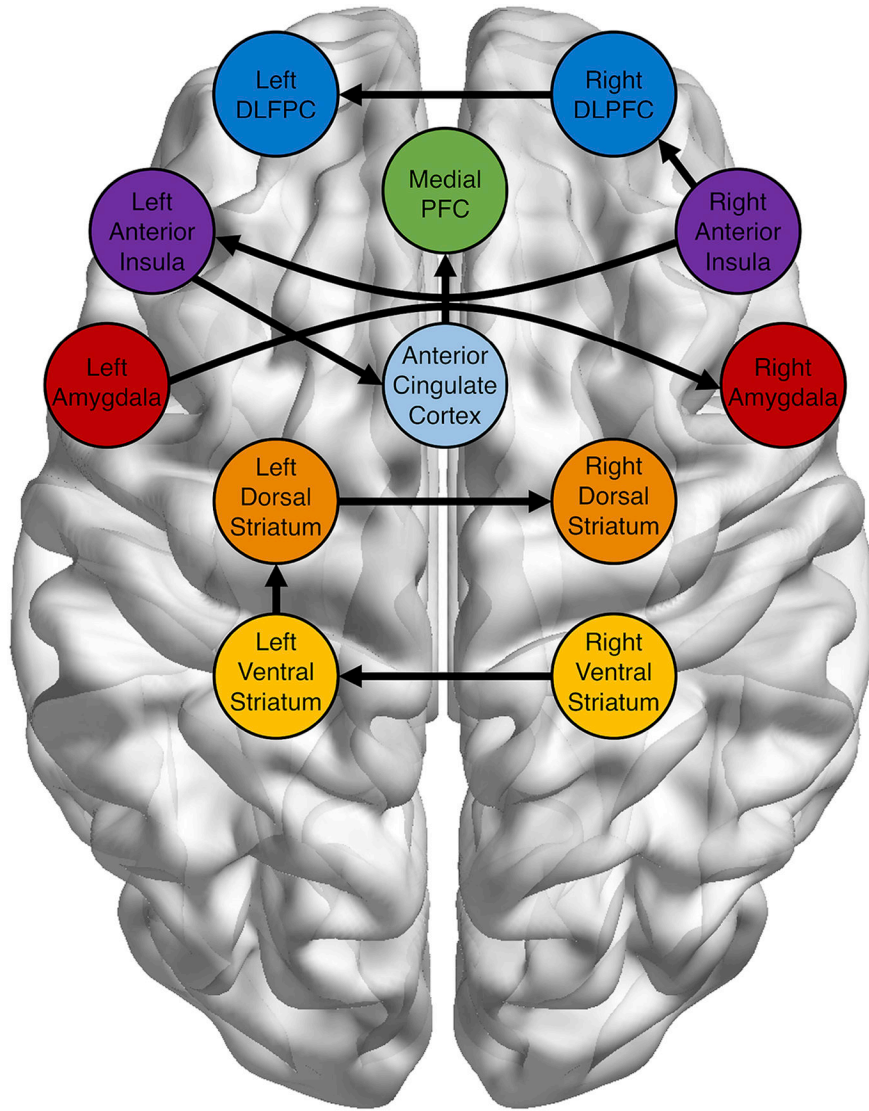 Left
DLFPC
Right
DLPFC
Medial
PFC
Left
Anterior
Insula
Right
Anterior
Insula
Left
Amygdala
Anterior
Cingulate
Cortex
Right
Amygdala
Left
Dorsal
Striatum
Right
Dorsal
Striatum
Left
Ventral
Striatum
Right
Ventral
Striatum